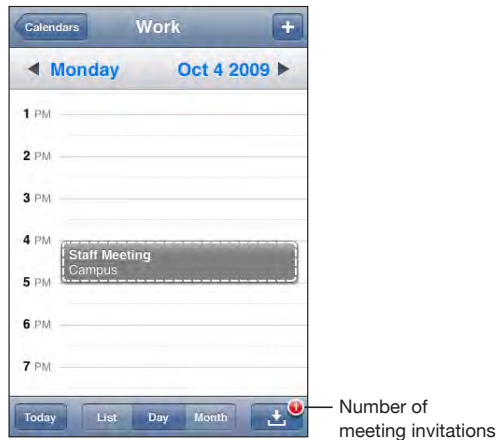 Calendars
Work
+
Monday
Oct 4 2009
1 PM
2 PM
3 PM
4 PM
Staff Meeting
Campus
5 PM
6 PM
7 PM
Today
List
Day
Month
1
Number of
meeting invitations